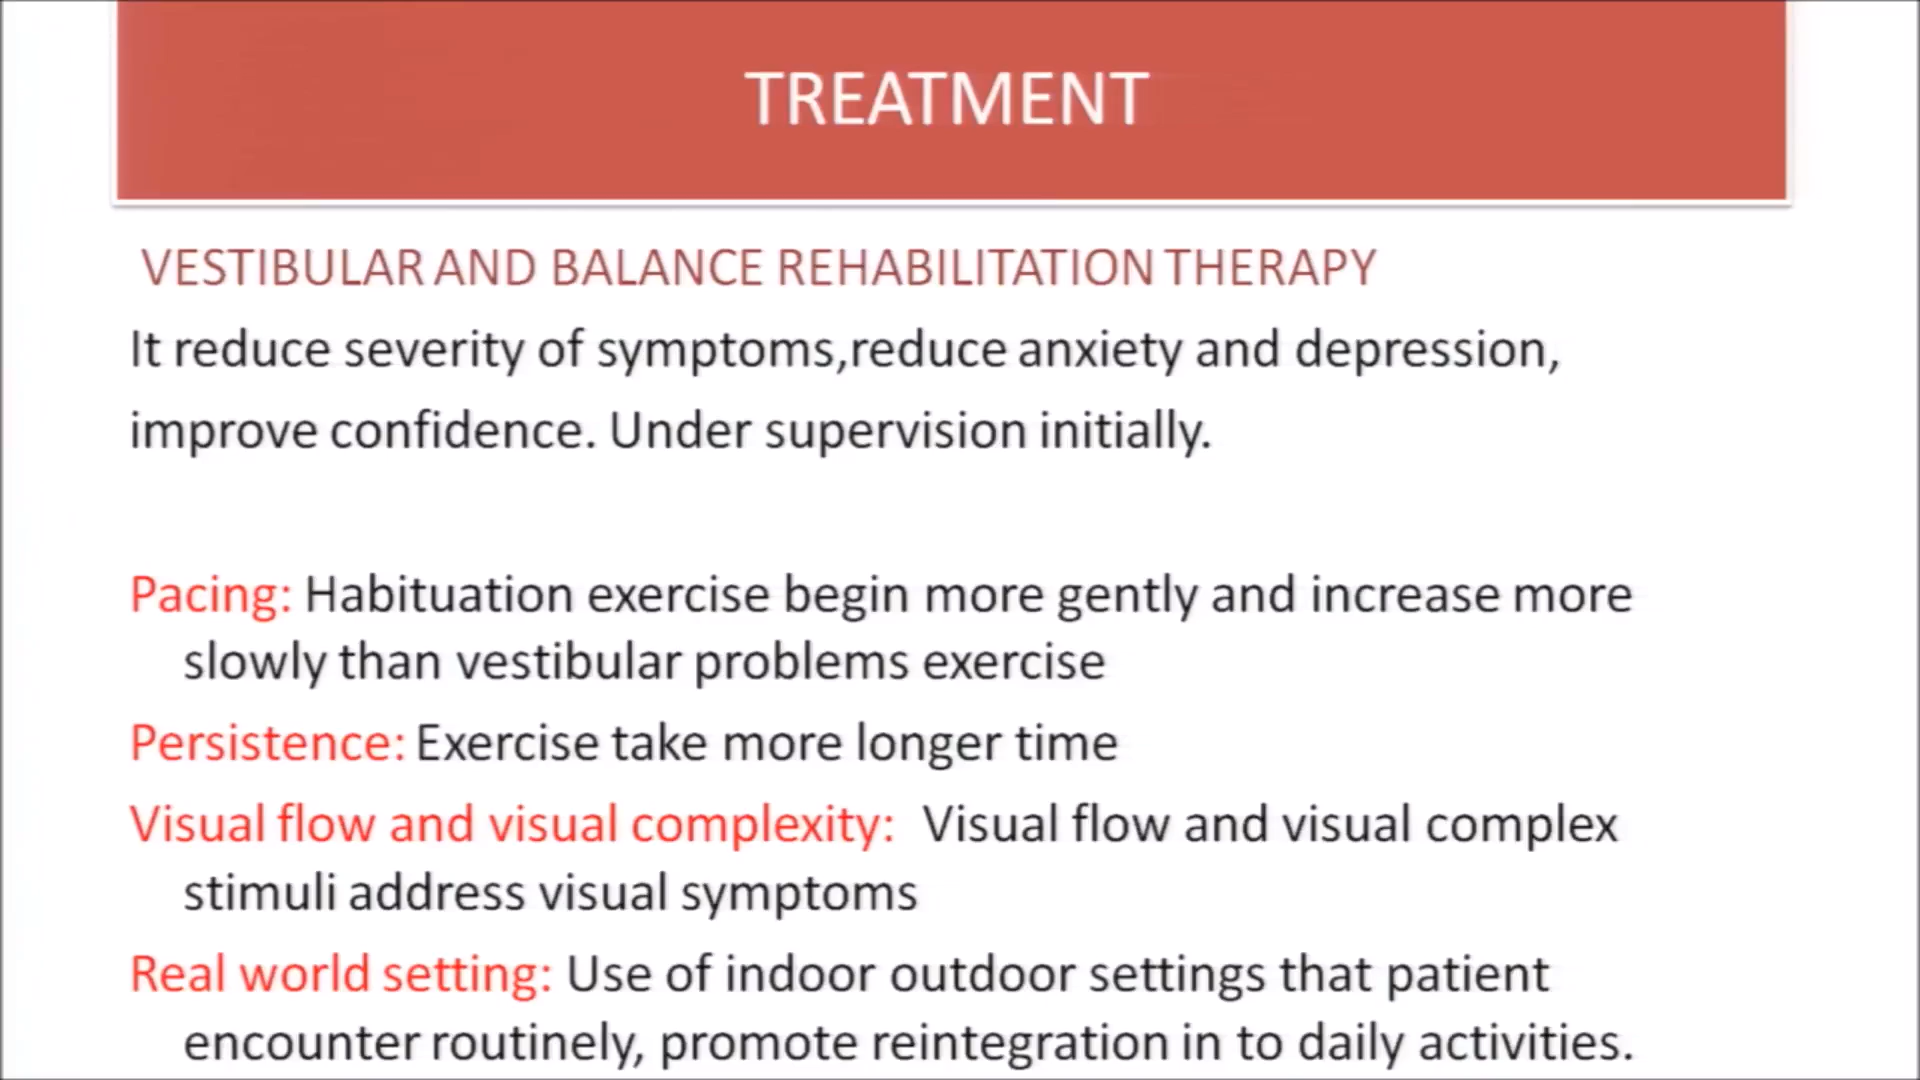 TREATMENT
VESTIBULAR AND BALANCE REHABILITATION THERAPY
It reduce severity of symptoms,reduce anxiety and depression,
improve confidence. Under supervision initially.
Pacing: Habituation exercise begin more gently and increase more
slowly than vestibular problems exercise
Persistence: Exercise take more longer time
Visual flow and visual complexity: Visual flow and visual complex
stimuli address visual symptoms
Real world setting: Use of indoor outdoor settings that patient
encounter routinely, promote reintegration in to daily activities.